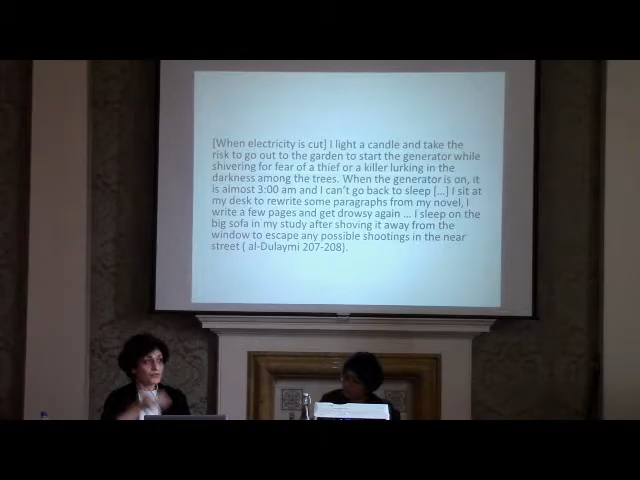 [When electricity is cut] I light a candle and take the
risk to go out to the garden to start the generator while
shivering for fear of a thief or a killer lurking in the
darkness among the trees. When the generator is on, it
is almost 3:00 am and I can't go back to sleep [...] I sit at
my desk to rewrite some paragraphs from my novel, I
write a few pages and get drowsy again ... I sleep on the
big sofa in my study after shoving it away from the
window to escape any possible shootings in the near
street ( al-Dulaymi 207-208).